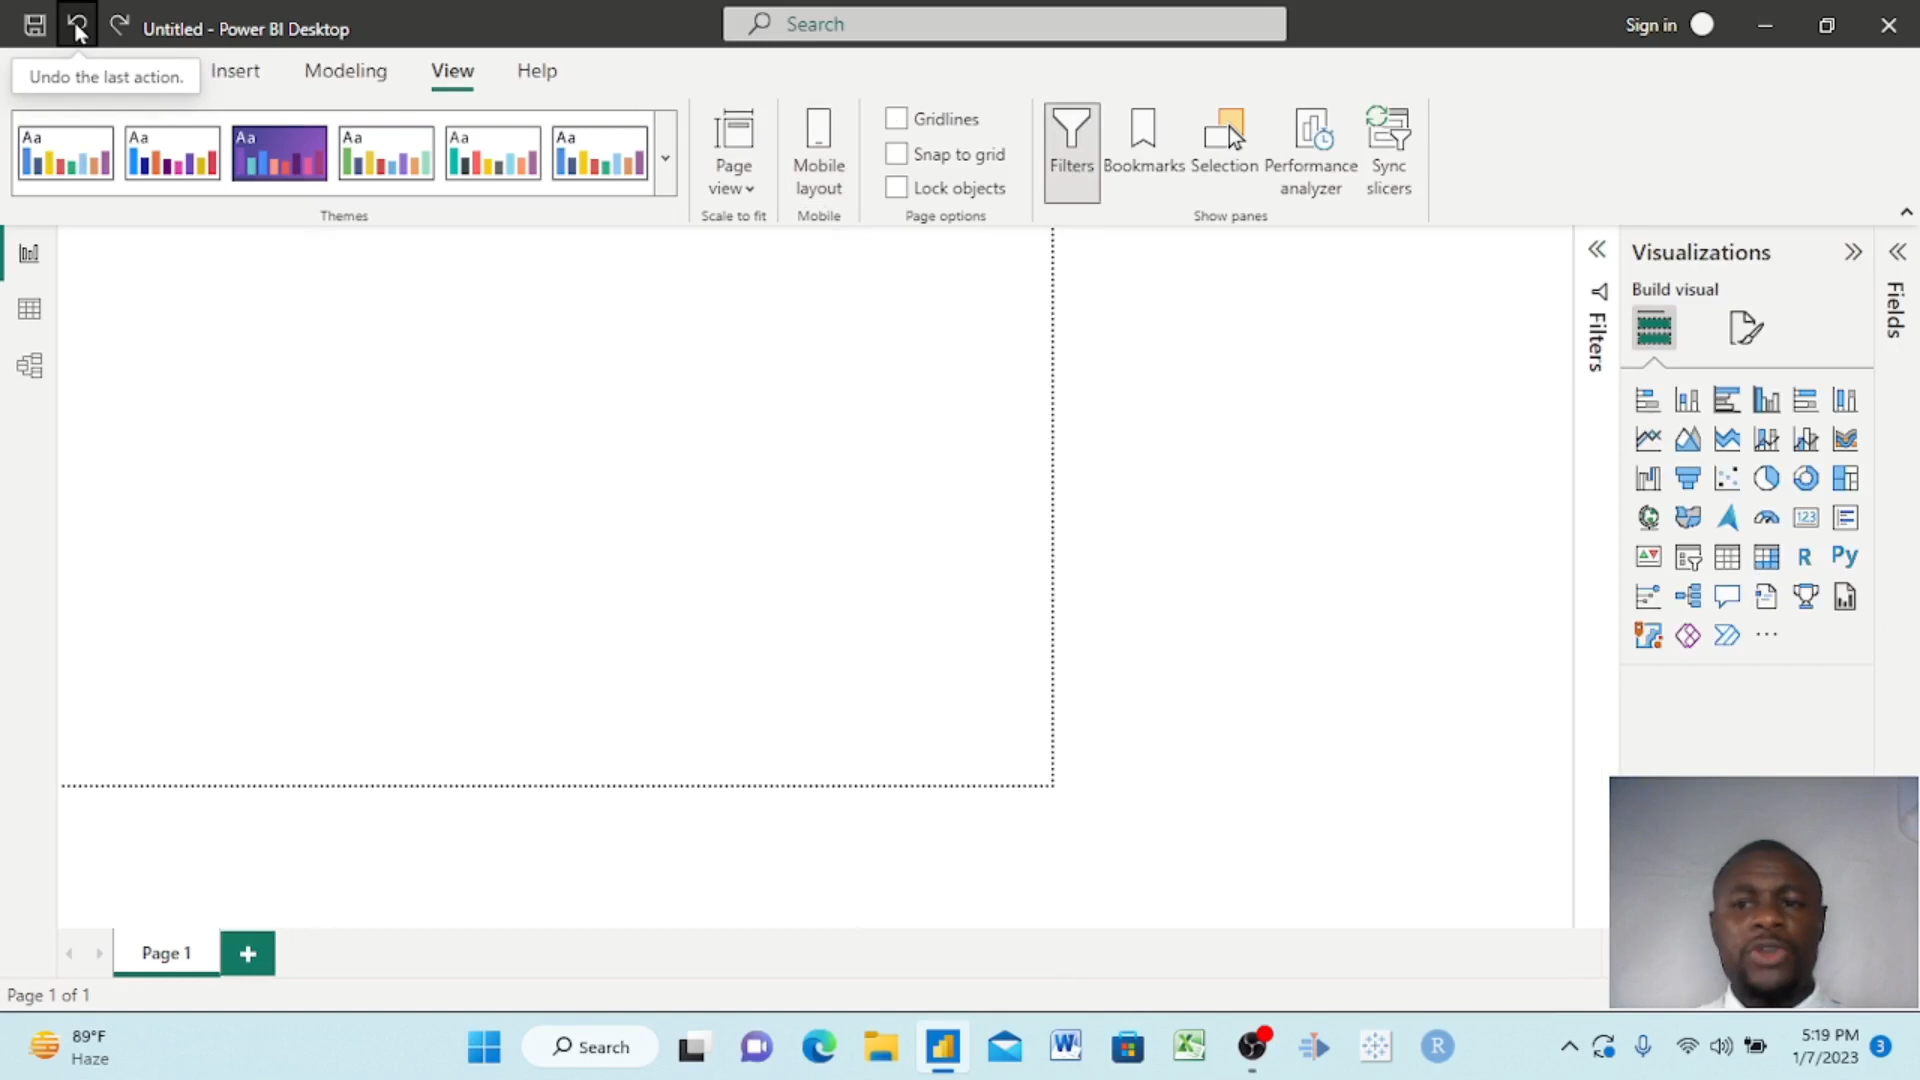 Untitled - Power BI Desktop
Search
Sign in
Undo the last action.
Insert
Modeling
View
Help
Aa
Aa
Aa
Aa
Aa
Aa
Themes
Page view
Scale to fit
Mobile layout
Mobile
Gridlines
Snap to grid
Lock objects
Page options
Filters
Bookmarks
Selection
Performance analyzer
Sync slicers
Show panes
Filters
Visualizations
Build visual
123
R
Py
Fields
Page 1
Page 1 of 1
89°F
Haze
Search
W
X
R
5:19 PM
1/7/2023
3